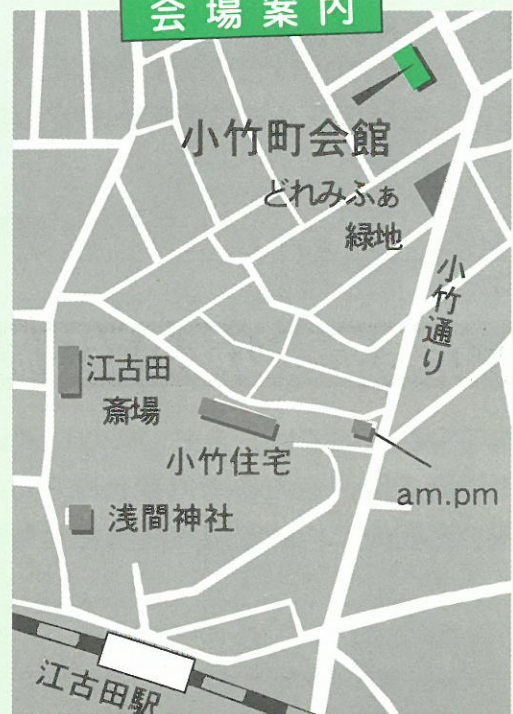 会場案内
小竹町会館
どれみふぁ
緑地
小竹通り
江古田
斎場
小竹住宅
am.pm
浅間神社
江古田駅